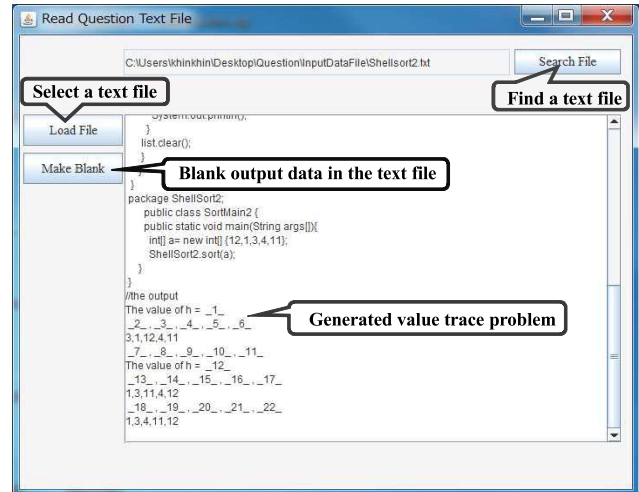 Read Question Text File
C:\Users\khinkhin\Desktop\Question\InputDataFile\Shellsort2.txt
Search File
Select a text file
Find a text file
Load File
System.out.println();
}
list.clear();
}
Make Blank
Blank output data in the text file
}
package ShellSort2;
public class SortMain2 {
public static void main(String args[]){
int[] a= new int[] {12,1,3,4,11};
ShellSort2.sort(a);
}
}
//the output
The value of h = _1_
_2_ , _3_ , _4_ , _5_ , _6_
Generated value trace problem
3,1,12,4,11
_7_ , _8_ , _9_ , _10_ , _11_
The value of h = _12_
_13_ , _14_ , _15_ , _16_ , _17_
1,3,11,4,12
_18_ , _19_ , _20_ , _21_ , _22_
1,3,4,11,12